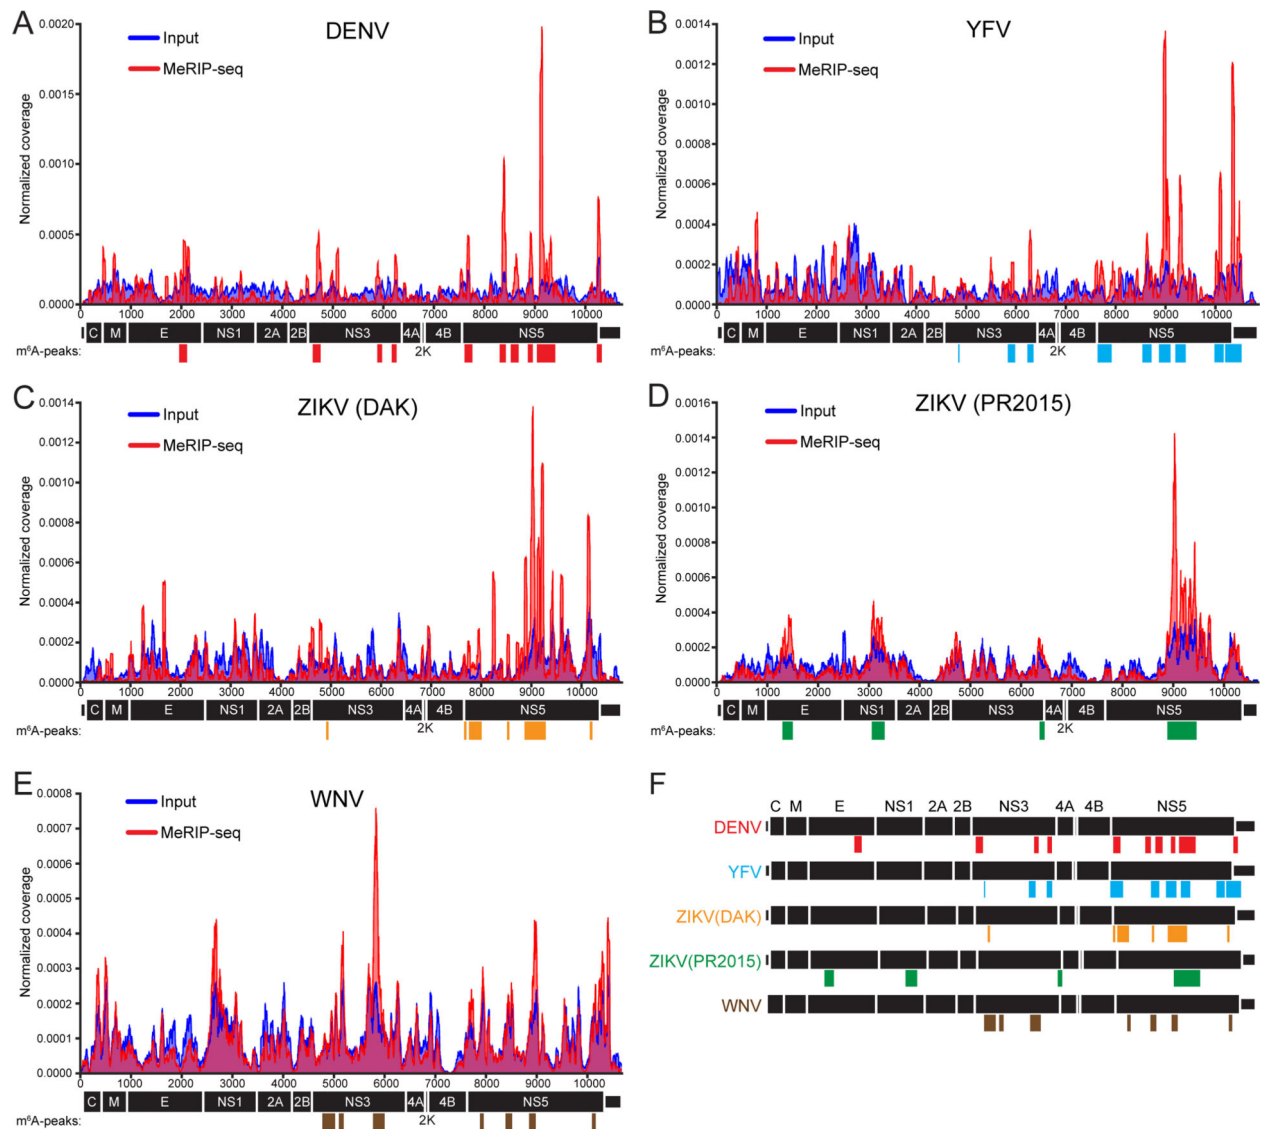 A
DENV
Input
MeRIP-seq
Normalized coverage
0.0020
0.0015
0.0010
0.0005
0.0000
0 1000 2000 3000 4000 5000 6000 7000 8000 9000 10000
C M E NS1 2A 2B NS3 4A 4B NS5
2K
m⁶A-peaks:
B
YFV
Input
MeRIP-seq
Normalized coverage
0.0014
0.0012
0.0010
0.0008
0.0006
0.0004
0.0002
0.0000
0 1000 2000 3000 4000 5000 6000 7000 8000 9000 10000
C M E NS1 2A 2B NS3 4A 4B NS5
2K
m⁶A-peaks:
C
ZIKV (DAK)
Input
MeRIP-seq
Normalized coverage
0.0014
0.0012
0.0010
0.0008
0.0006
0.0004
0.0002
0.0000
0 1000 2000 3000 4000 5000 6000 7000 8000 9000 10000
C M E NS1 2A 2B NS3 4A 4B NS5
2K
m⁶A-peaks:
D
ZIKV (PR2015)
Input
MeRIP-seq
Normalized coverage
0.0016
0.0014
0.0012
0.0010
0.0008
0.0006
0.0004
0.0002
0.0000
0 1000 2000 3000 4000 5000 6000 7000 8000 9000 10000
C M E NS1 2A 2B NS3 4A 4B NS5
2K
m⁶A-peaks:
E
WNV
Input
MeRIP-seq
Normalized coverage
0.0008
0.0007
0.0006
0.0005
0.0004
0.0003
0.0002
0.0001
0.0000
0 1000 2000 3000 4000 5000 6000 7000 8000 9000 10000
C M E NS1 2A 2B NS3 4A 4B NS5
2K
m⁶A-peaks:
F
C M E NS1 2A 2B NS3 4A 4B NS5
DENV
YFV
ZIKV(DAK)
ZIKV(PR2015)
WNV